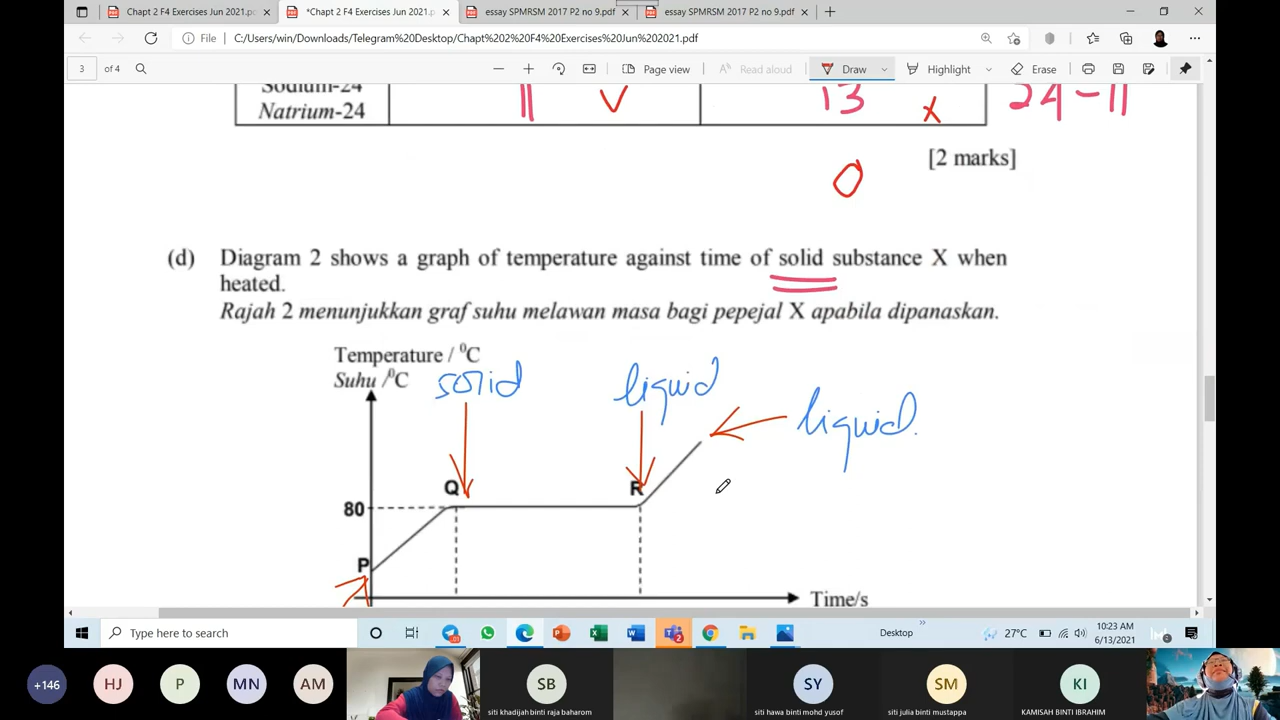 Chapt 2 F4 Exercises Jun 2021.pdf
*Chapt 2 F4 Exercises Jun 2021.pdf
essay SPMRSM 2017 P2 no 9.pdf
essay SPMRSM 2017 P2 no 9.pdf
File C:/Users/win/Downloads/Telegram%20Desktop/Chapt%202%20F4%20Exercises%20Jun%202021.pdf
3 of 4 Page view Read aloud Draw Highlight Erase
Sodium-24
Natrium-24
11 13 24-11
[2 marks]
0
(d) Diagram 2 shows a graph of temperature against time of solid substance X when
heated.
Rajah 2 menunjukkan graf suhu melawan masa bagi pepejal X apabila dipanaskan.
Temperature / ⁰C
Suhu /⁰C
solid liquid
liquid.
Q R
80
P
Time/s
Type here to search
Desktop 27°C 10:23 AM
6/13/2021
+146 HJ P MN AM SB SY SM KI
siti khadijah binti raja baharom siti hawa binti mohd yusof siti julia binti mustappa KAMISAH BINTI IBRAHIM